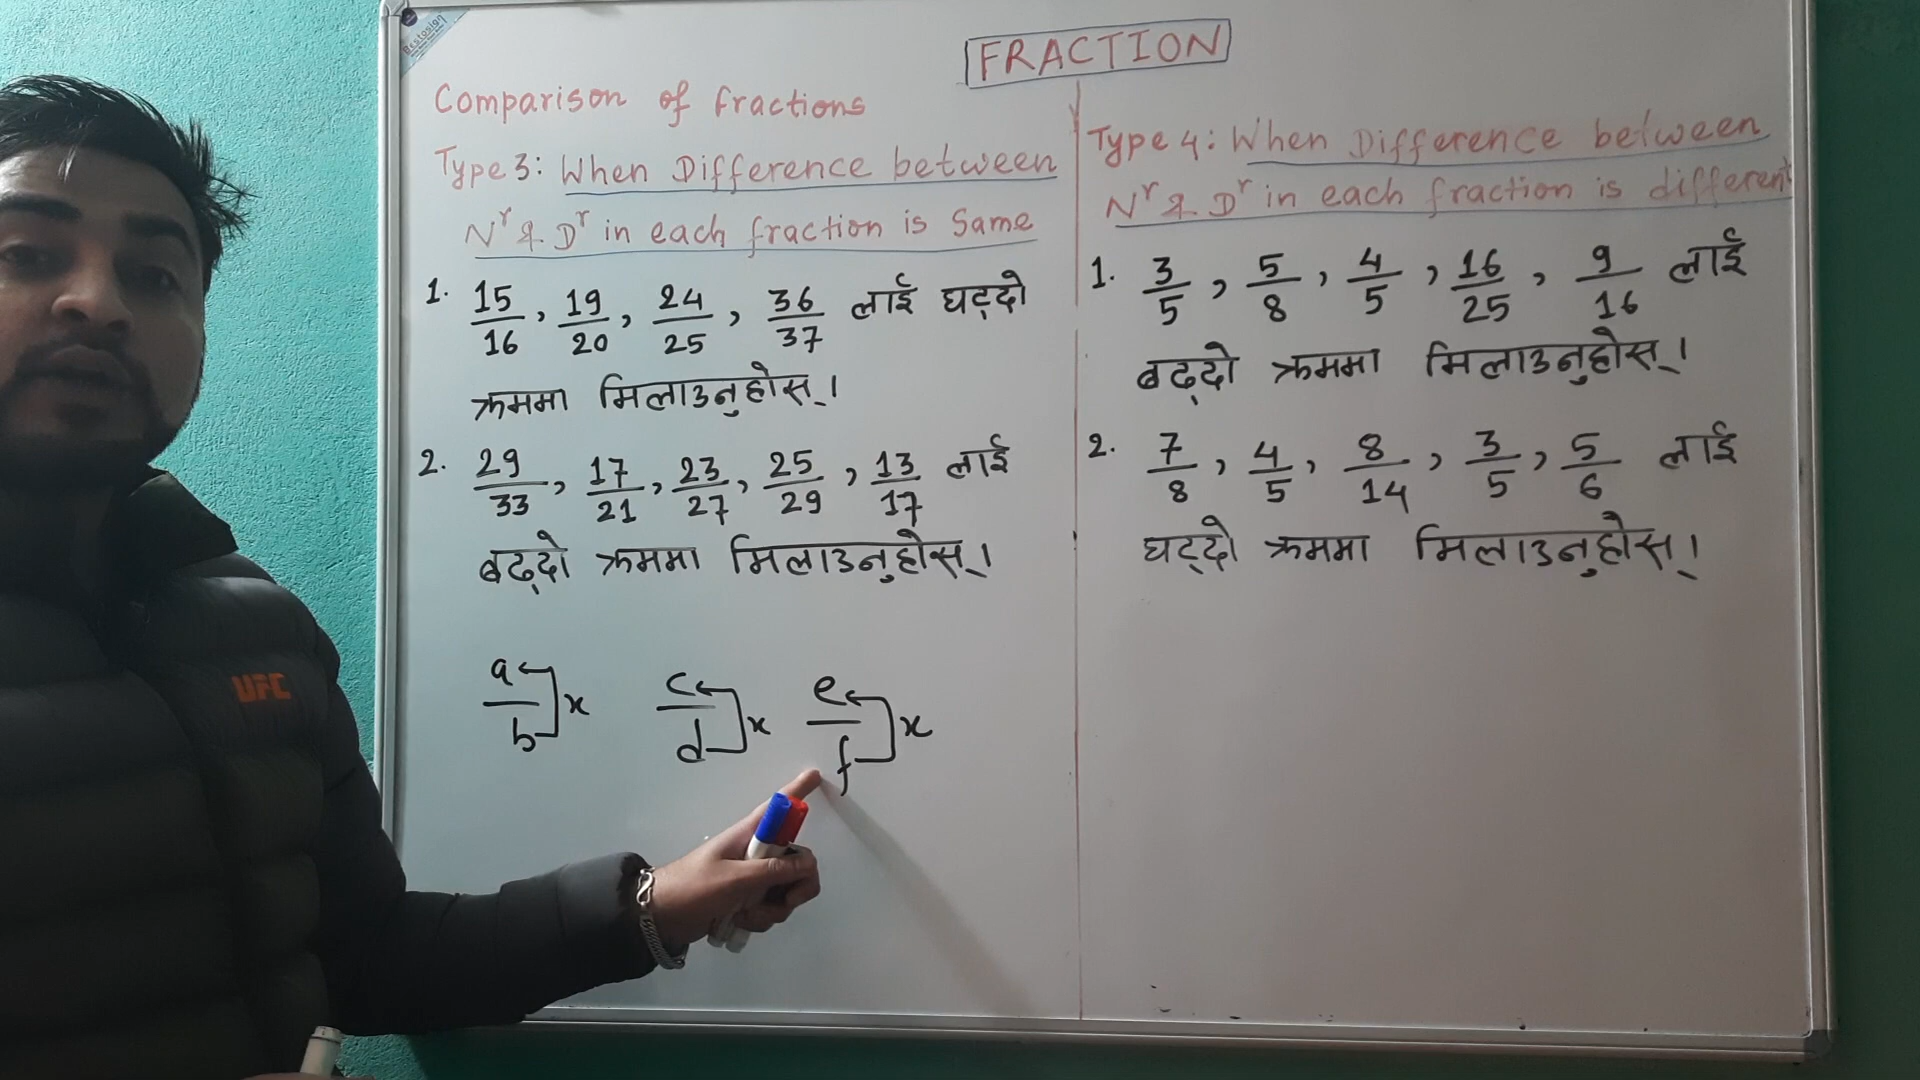 Bestosign
FRACTION
Comparison of fractions
Type 3: When Difference between
Nʳ & Dʳ in each fraction is Same
1. 15/16, 19/20, 24/25, 36/37 लाई घट्दो
क्रममा मिलाउनुहोस् ।
2. 29/33, 17/21, 23/27, 25/29, 13/17 लाई
बढ्दो क्रममा मिलाउनुहोस् ।
a/b x c/d x e/f x
Type 4: When Difference between
Nʳ & Dʳ in each fraction is different
1. 3/5, 5/8, 4/5, 16/25, 9/16 लाई
बढ्दो क्रममा मिलाउनुहोस् ।
2. 7/8, 4/5, 8/14, 3/5, 5/6 लाई
घट्दो क्रममा मिलाउनुहोस् ।
UFC